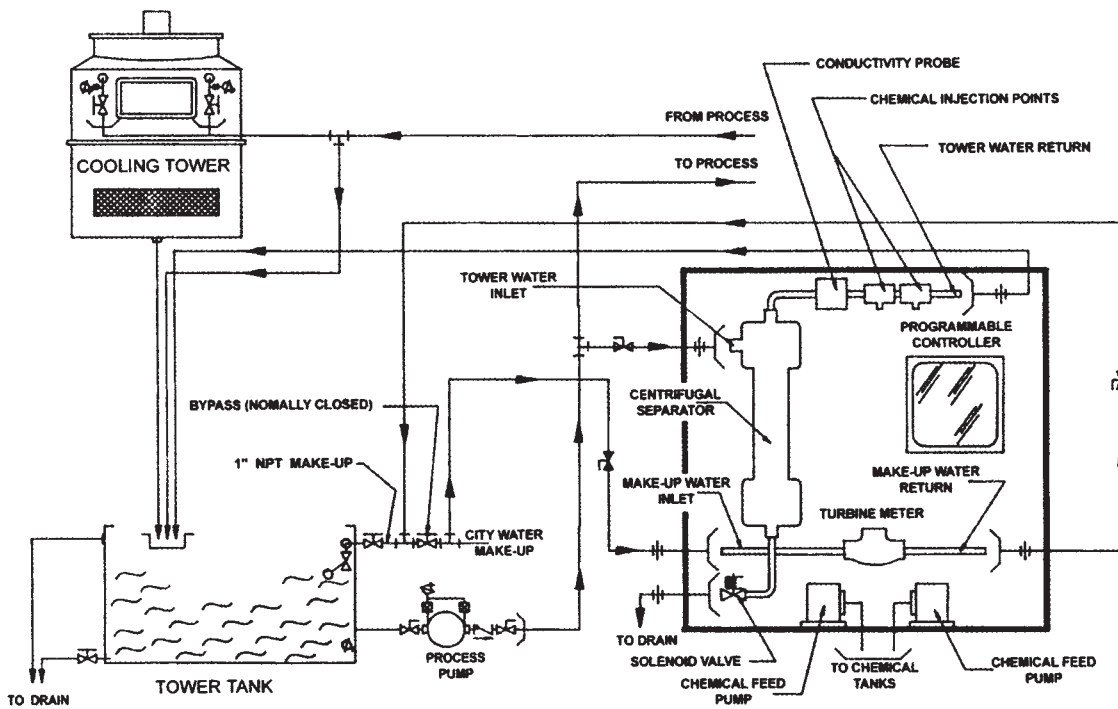 CONDUCTIVITY PROBE
CHEMICAL INJECTION POINTS
FROM PROCESS
TOWER WATER RETURN
COOLING TOWER
TO PROCESS
TOWER WATER
INLET
PROGRAMMABLE
CONTROLLER
BYPASS (NOMALLY CLOSED)
CENTRIFUGAL
SEPARATOR
1" NPT MAKE-UP
MAKE-UP WATER
INLET
MAKE-UP WATER
RETURN
TURBINE METER
CITY WATER
MAKE-UP
TO DRAIN
SOLENOID VALVE
PROCESS
PUMP
TO CHEMICAL
TANKS
CHEMICAL FEED
PUMP
CHEMICAL FEED
PUMP
TOWER TANK
TO DRAIN